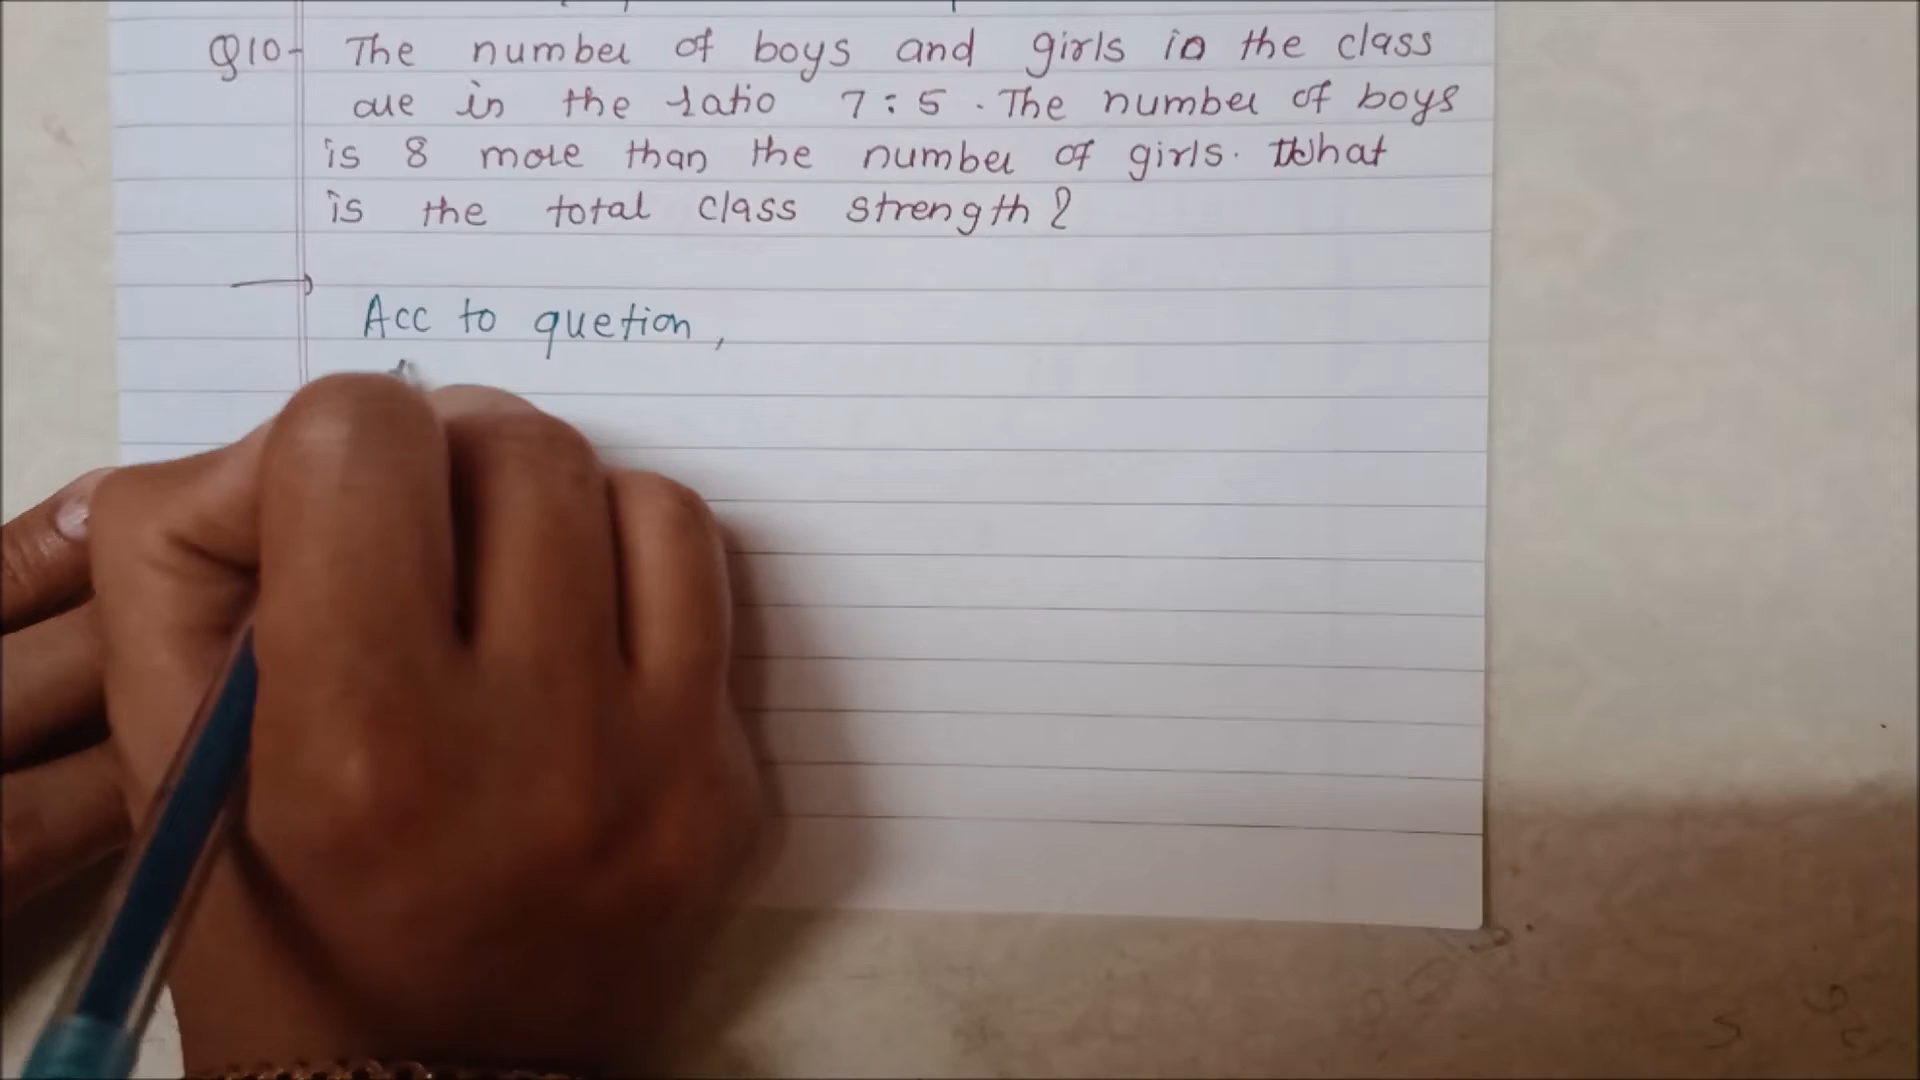 Q10- The number of boys and girls in the class
are in the ratio 7:5. The number of boys
is 8 more than the number of girls. What
is the total class strength?
Acc to quetion,